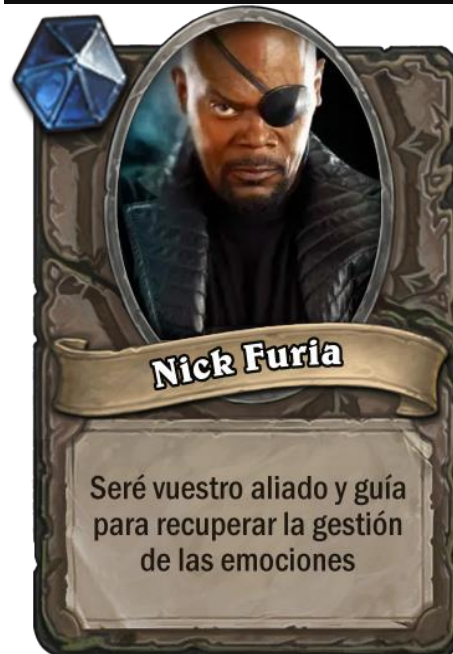 Nick Furia
Seré vuestro aliado y guía
para recuperar la gestión
de las emociones